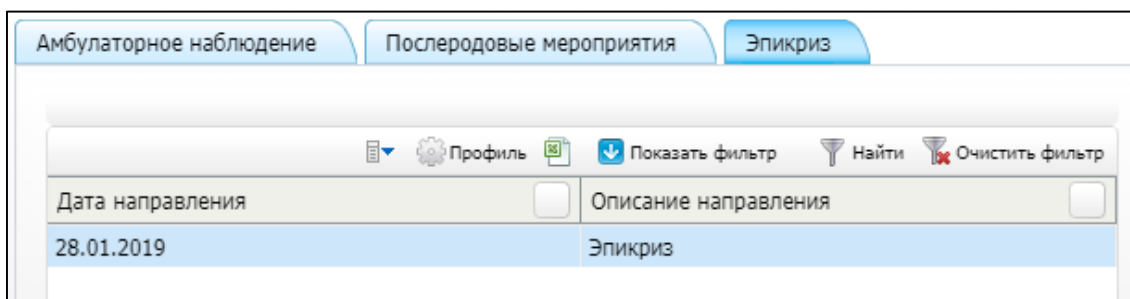 Амбулаторное наблюдение Послеродовые мероприятия Эпикриз
Профиль Показать фильтр Найти Очистить фильтр
Дата направления Описание направления
28.01.2019 Эпикриз